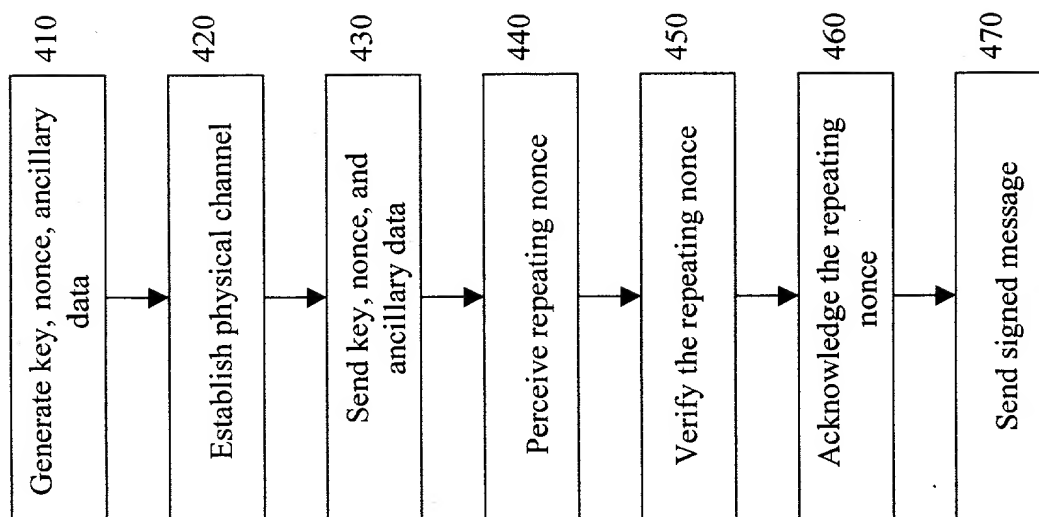 Generate key, nonce, ancillary
data
410
Establish physical channel
420
Send key, nonce, and
ancillary data
430
Perceive repeating nonce
440
Verify the repeating nonce
450
Acknowledge the repeating
nonce
460
Send signed message
470